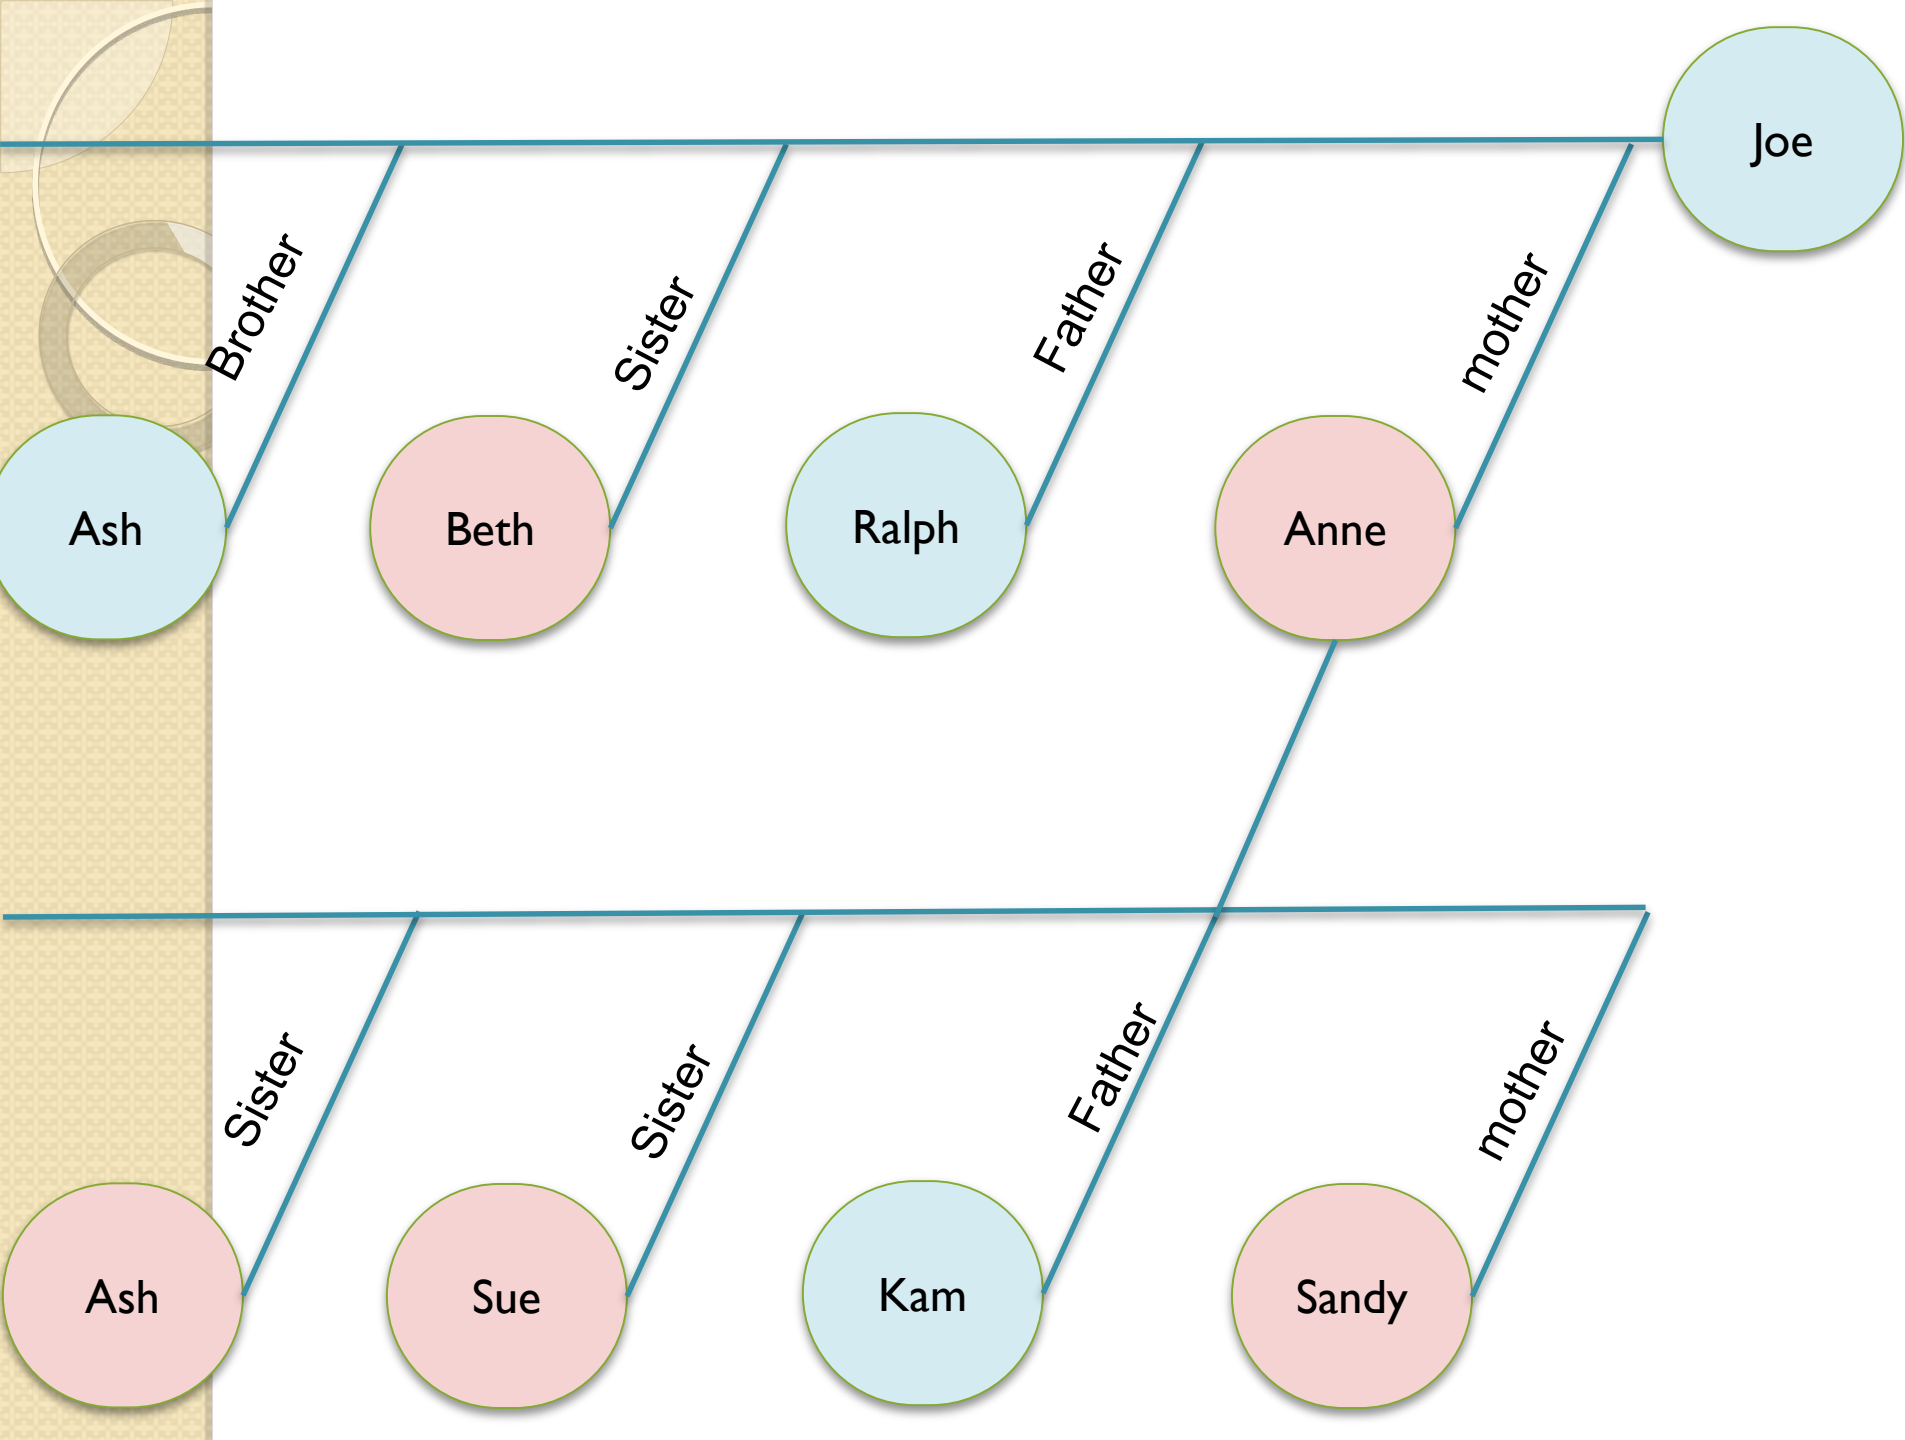 Joe
Brother
Sister
Father
mother
Ash
Beth
Ralph
Anne
Sister
Sister
Father
mother
Ash
Sue
Kam
Sandy